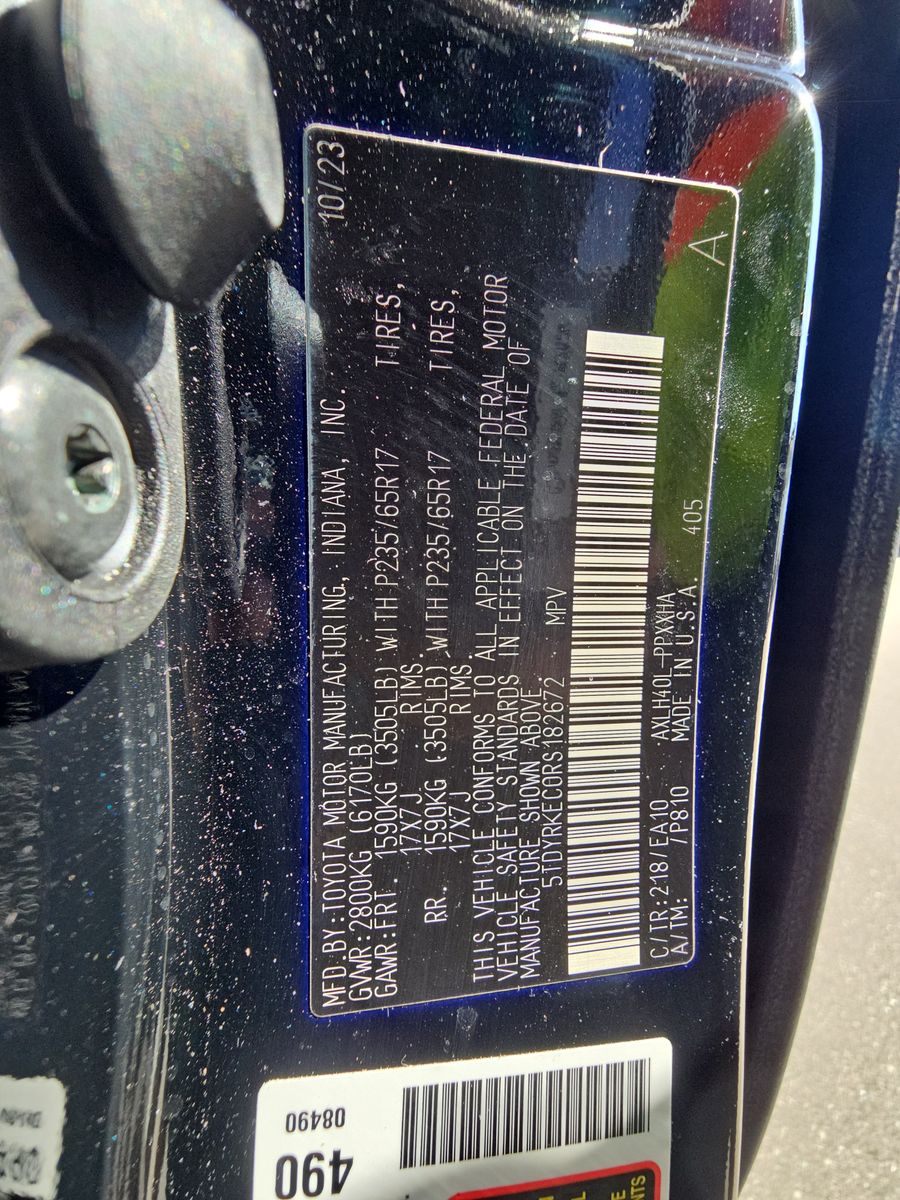 MFD.BY:TOYOTA MOTOR MANUFACTURING, INDIANA, INC. 10/23
GVWR:2800KG (6170LB)
GAWR:FRT. 1590KG (3505LB) WITH P235/65R17 TIRES,
17X7J RIMS
RR. 1590KG (3505LB) WITH P235/65R17 TIRES,
17X7J RIMS
THIS VEHICLE CONFORMS TO ALL APPLICABLE FEDERAL MOTOR
VEHICLE SAFETY STANDARDS IN EFFECT ON THE DATE OF
MANUFACTURE SHOWN ABOVE.
5TDYRKEC0RS182672 MPV
C/TR:218/EA10 AXLH40L-PPXXHA A
A/TM: /P810 MADE IN U.S.A. 405
08490
490